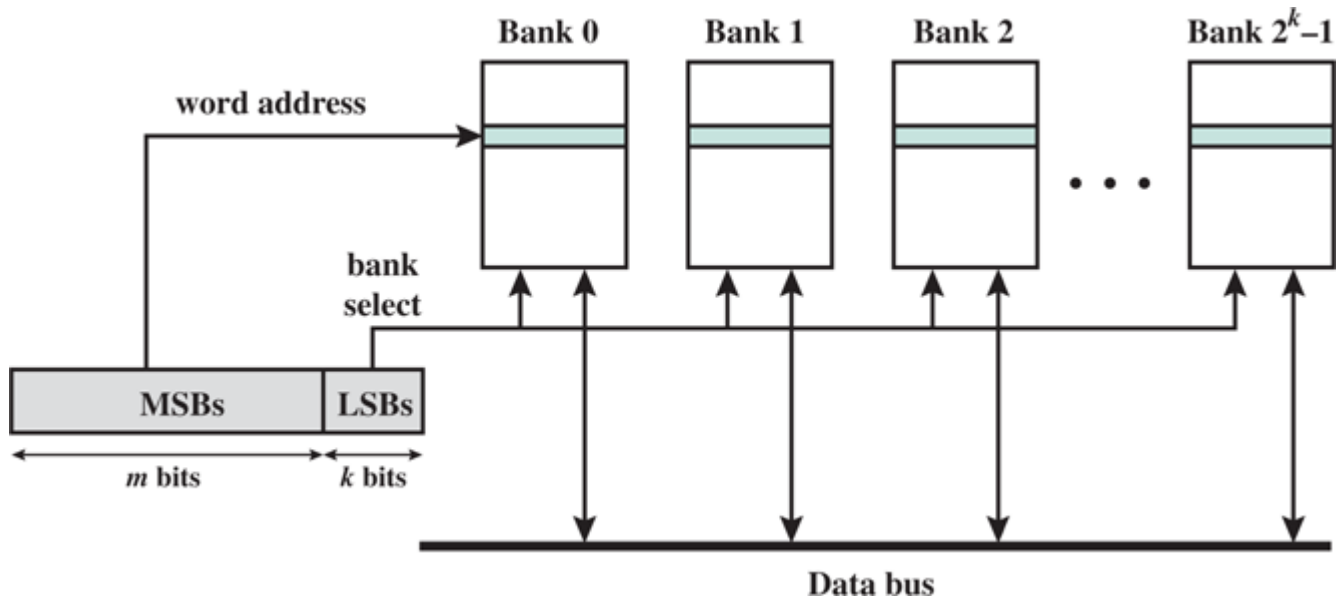 Bank 0 Bank 1 Bank 2 Bank 2^k–1
word address
bank
select
MSBs LSBs
m bits k bits
Data bus